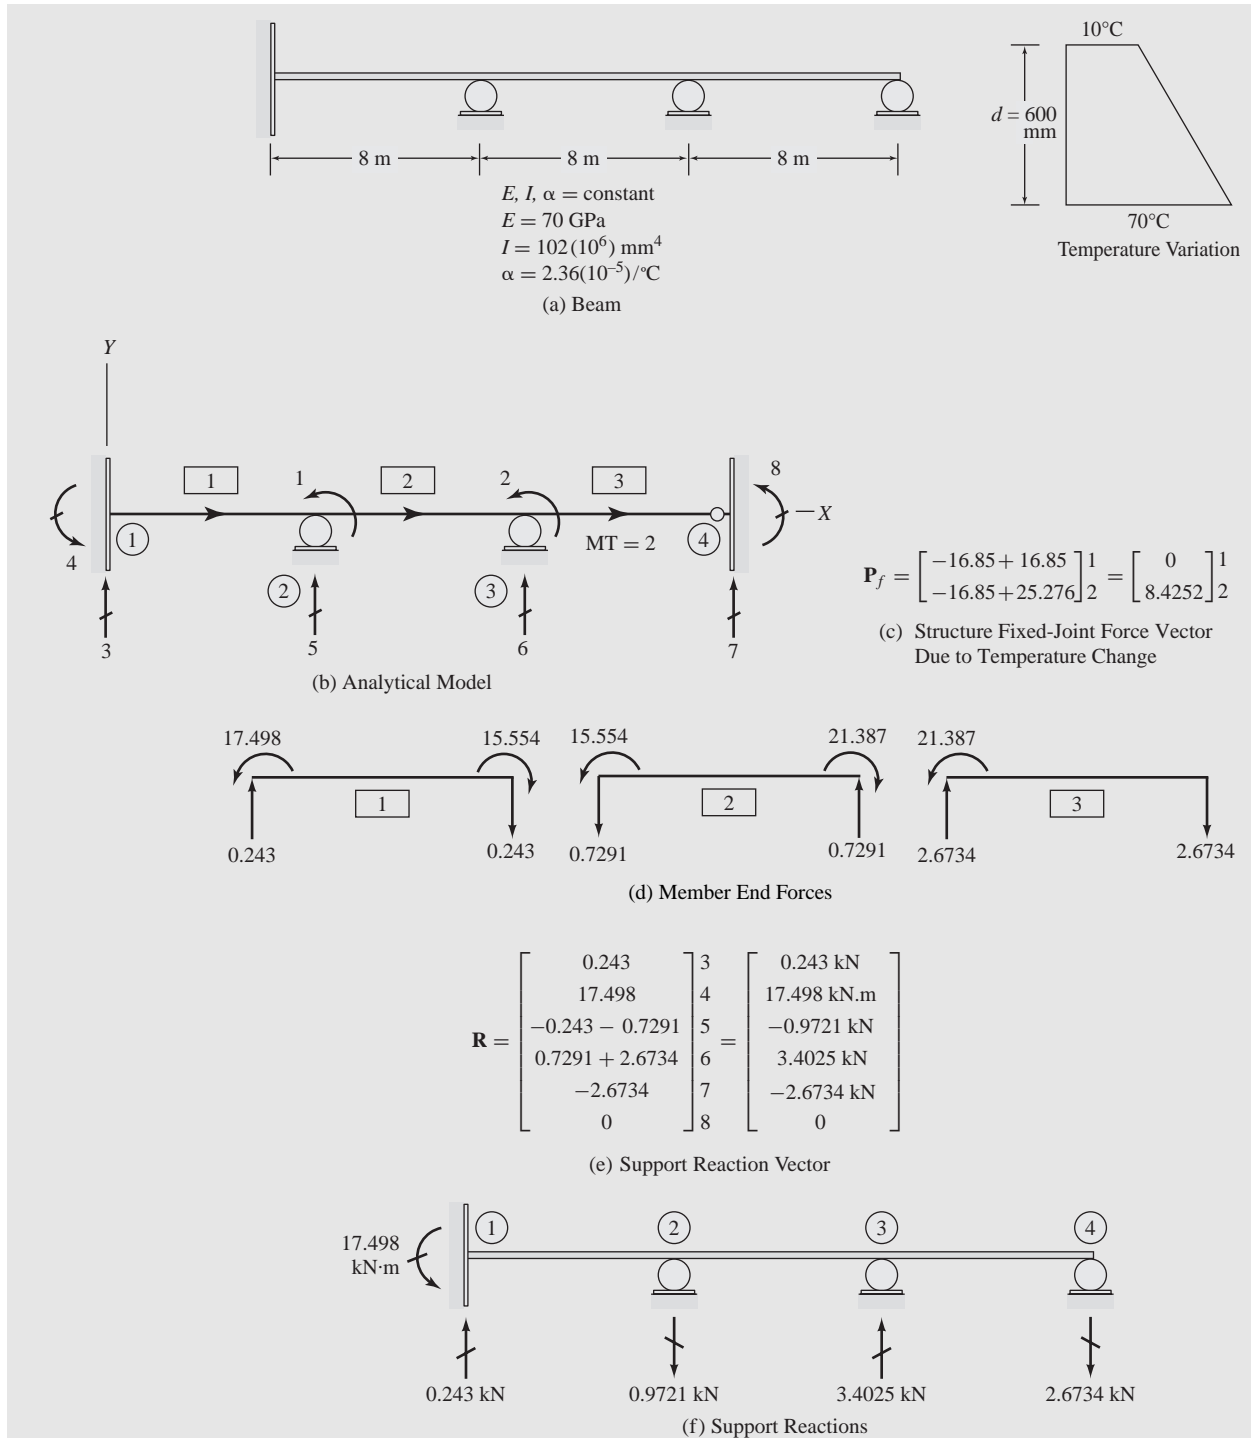 10°C
d = 600
mm
70°C
Temperature Variation
8 m
8 m
8 m
E, I, α = constant
E = 70 GPa
I = 102(10⁶) mm⁴
α = 2.36(10⁻⁵)/°C
(a) Beam
Y
1
1
2
2
3
8
X
4
1
MT = 2
4
2
3
3
5
6
7
(b) Analytical Model
P_f = [−16.85 + 16.85] 1 = [0] 1
[−16.85 + 25.276] 2 [8.4252] 2
(c) Structure Fixed-Joint Force Vector
Due to Temperature Change
17.498
15.554
15.554
21.387
21.387
1
2
3
0.243
0.243
0.7291
0.7291
2.6734
2.6734
(d) Member End Forces
0.243 3 0.243 kN
17.498 4 17.498 kN.m
−0.243 − 0.7291 5 −0.9721 kN
R = 0.7291 + 2.6734 6 = 3.4025 kN
−2.6734 7 −2.6734 kN
0 8 0
(e) Support Reaction Vector
1
2
3
4
17.498
kN·m
0.243 kN
0.9721 kN
3.4025 kN
2.6734 kN
(f) Support Reactions